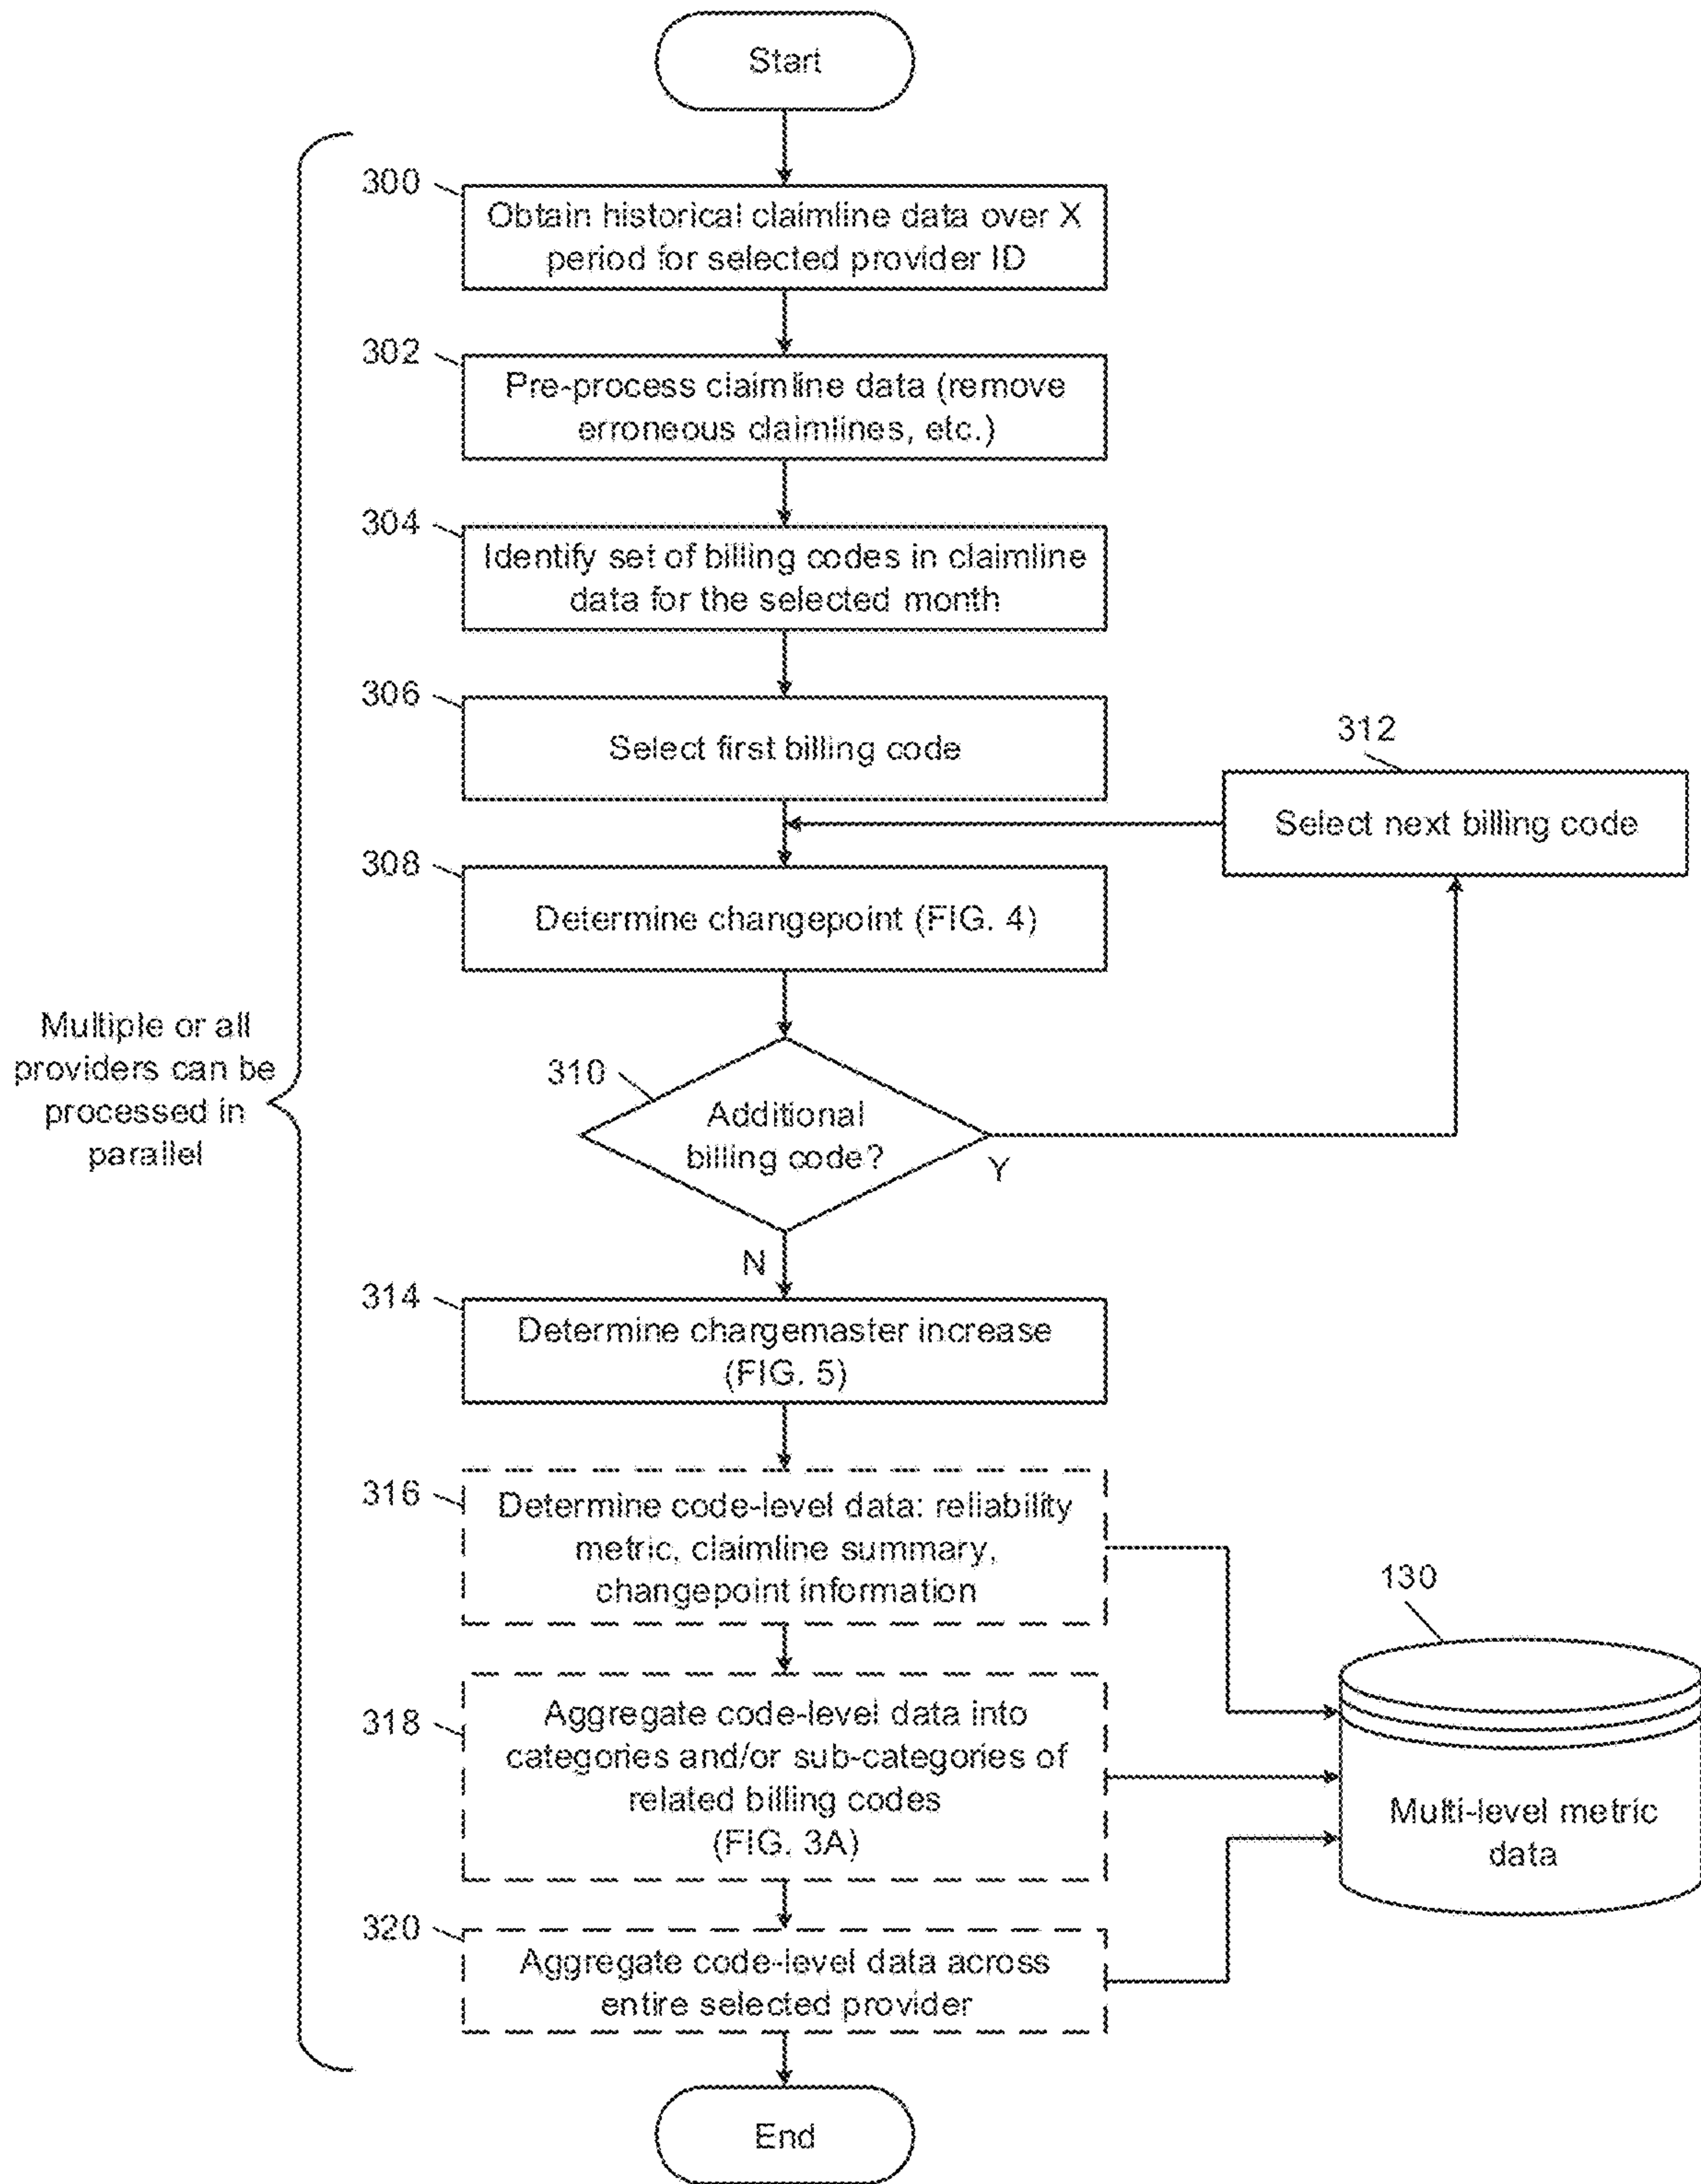 Start
300
Obtain historical claimline data over X
period for selected provider ID
302
Pre-process claimline data (remove
erroneous claimlines, etc.)
304
Identify set of billing codes in claimline
data for the selected month
306
Select first billing code
312
Select next billing code
308
Determine changepoint (FIG. 4)
Multiple or all
providers can be
processed in
parallel
310
Additional
billing code?
Y
N
314
Determine chargemaster increase
(FIG. 5)
316
Determine code-level data: reliability
metric, claimline summary,
changepoint information
130
318
Aggregate code-level data into
categories and/or sub-categories of
related billing codes
(FIG. 3A)
Multi-level metric
data
320
Aggregate code-level data across
entire selected provider
End